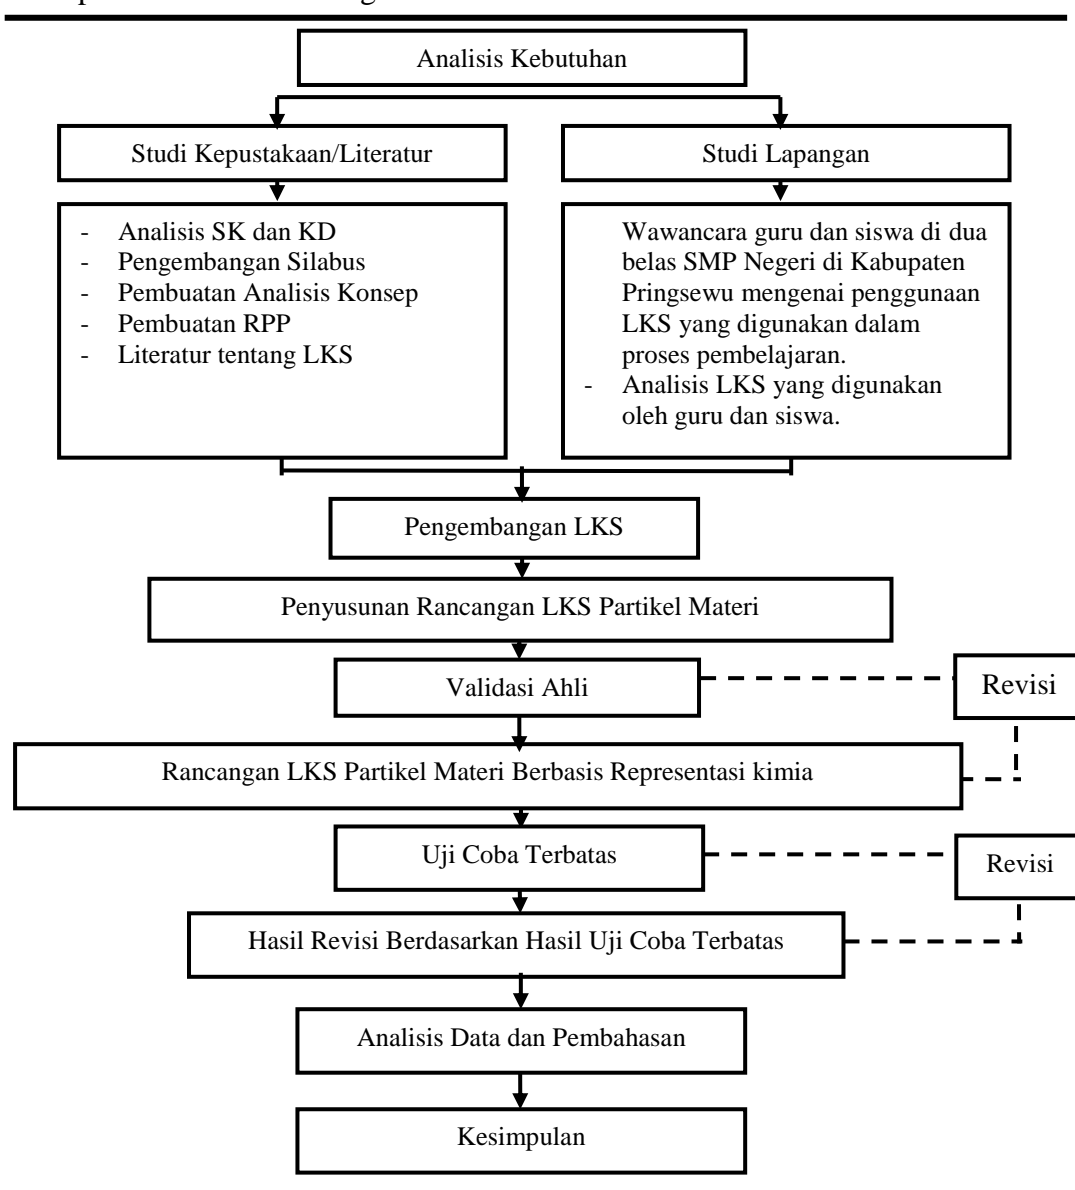 Analisis Kebutuhan
Studi Kepustakaan/Literatur
Studi Lapangan
- Analisis SK dan KD
- Pengembangan Silabus
- Pembuatan Analisis Konsep
- Pembuatan RPP
- Literatur tentang LKS
Wawancara guru dan siswa di dua
belas SMP Negeri di Kabupaten
Pringsewu mengenai penggunaan
LKS yang digunakan dalam
proses pembelajaran.
- Analisis LKS yang digunakan
oleh guru dan siswa.
Pengembangan LKS
Penyusunan Rancangan LKS Partikel Materi
Validasi Ahli
Revisi
Rancangan LKS Partikel Materi Berbasis Representasi kimia
Uji Coba Terbatas
Revisi
Hasil Revisi Berdasarkan Hasil Uji Coba Terbatas
Analisis Data dan Pembahasan
Kesimpulan